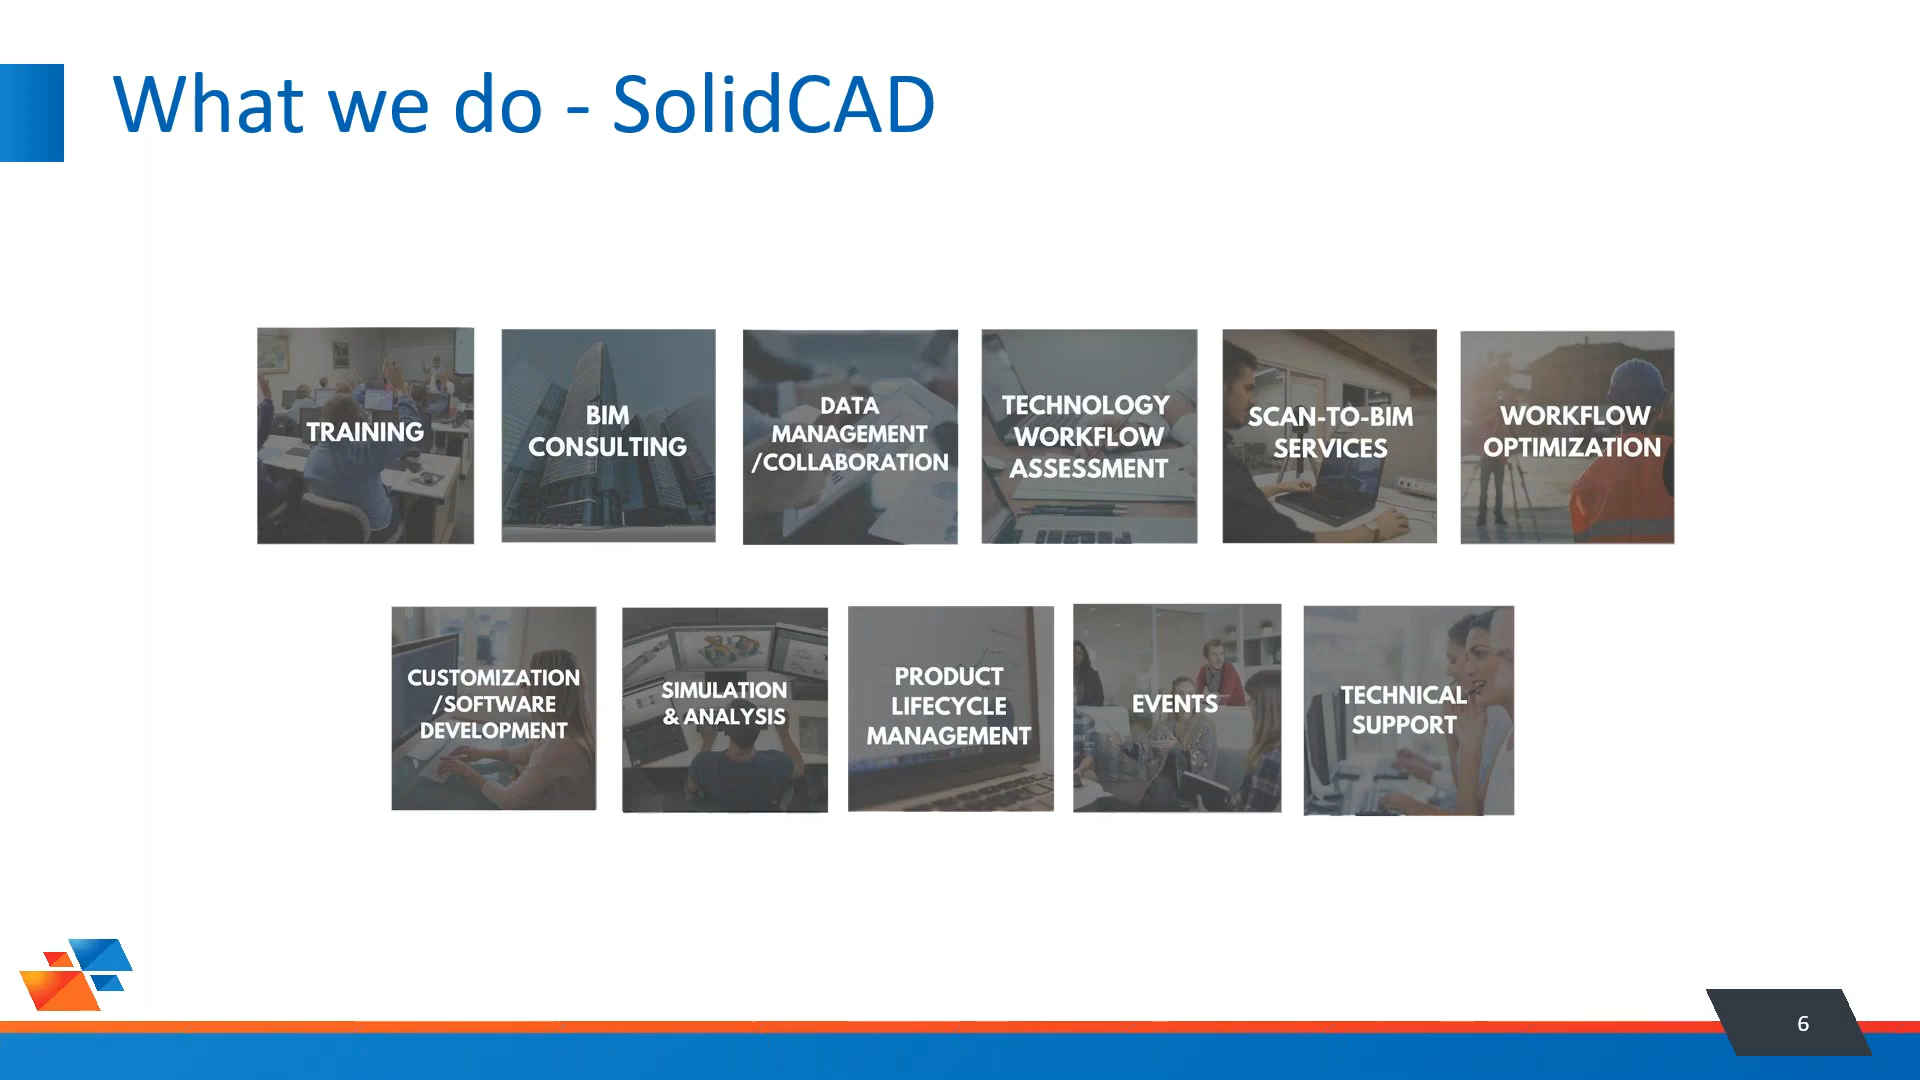 What we do - SolidCAD
TRAINING
BIM
CONSULTING
DATA
MANAGEMENT
/COLLABORATION
TECHNOLOGY
WORKFLOW
ASSESSMENT
SCAN-TO-BIM
SERVICES
WORKFLOW
OPTIMIZATION
CUSTOMIZATION
/SOFTWARE
DEVELOPMENT
SIMULATION
& ANALYSIS
PRODUCT
LIFECYCLE
MANAGEMENT
EVENTS
TECHNICAL
SUPPORT
6